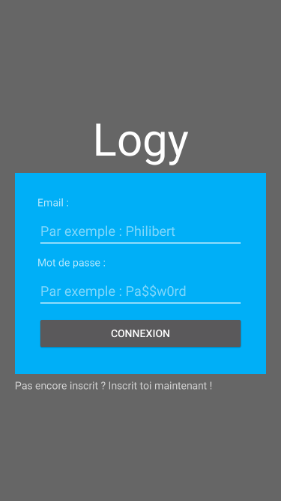 Logy
Email :
Par exemple : Philibert
Mot de passe :
Par exemple : Pa$$w0rd
CONNEXION
Pas encore inscrit ? Inscrit toi maintenant !